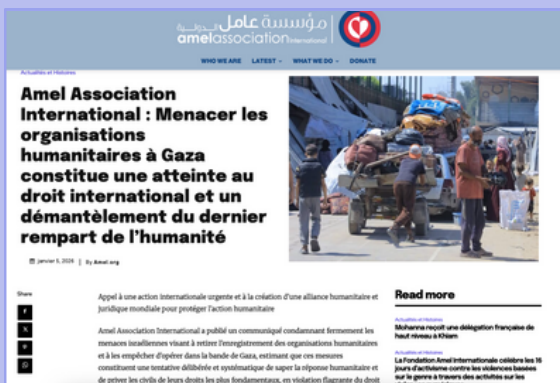 مؤسسة عامل الدولية
amelassociation International
WHO WE ARE LATEST WHAT WE DO DONATE
Actualités et Histoires
Amel Association
International : Menacer les
organisations
humanitaires à Gaza
constitue une atteinte au
droit international et un
démantèlement du dernier
rempart de l'humanité
janvier 5, 2026 | By Amel.org
Share
Appel à une action internationale urgente et à la création d'une alliance humanitaire et
juridique mondiale pour protéger l'action humanitaire
Amel Association International a publié un communiqué condamnant fermement les
menaces israéliennes visant à retirer l'enregistrement des organisations humanitaires
et à les empêcher d'opérer dans la bande de Gaza, estimant que ces mesures
constituent une tentative délibérée et systématique de saper la réponse humanitaire et
de priver les civils de leurs droits les plus fondamentaux, en violation flagrante du droit
Read more
Actualités et Histoires
Mohanna reçoit une délégation française de
haut niveau à Khiam
Actualités et Histoires
La Fondation Amel Internationale célèbre les 16
jours d'activisme contre les violences basées
sur le genre à travers des activités sur les